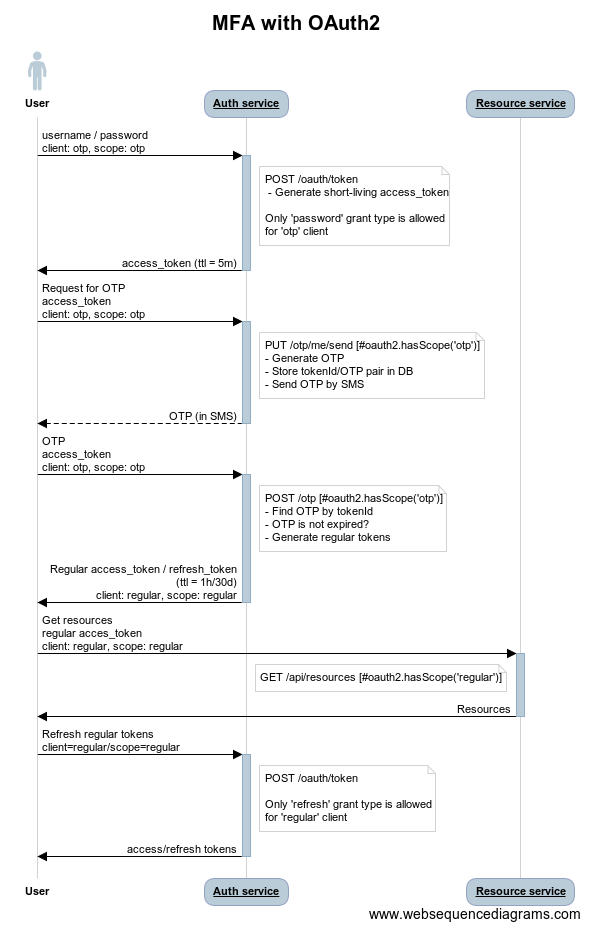 MFA with OAuth2
User
Auth service
Resource service
username / password
client: otp, scope: otp
POST /oauth/token
- Generate short-living access_token
Only 'password' grant type is allowed
for 'otp' client
access_token (ttl = 5m)
Request for OTP
access_token
client: otp, scope: otp
PUT /otp/me/send [#oauth2.hasScope('otp')]
- Generate OTP
- Store tokenId/OTP pair in DB
- Send OTP by SMS
OTP (in SMS)
OTP
access_token
client: otp, scope: otp
POST /otp [#oauth2.hasScope('otp')]
- Find OTP by tokenId
- OTP is not expired?
- Generate regular tokens
Regular access_token / refresh_token
(ttl = 1h/30d)
client: regular, scope: regular
Get resources
regular acces_token
client: regular, scope: regular
GET /api/resources [#oauth2.hasScope('regular')]
Resources
Refresh regular tokens
client=regular/scope=regular
POST /oauth/token
Only 'refresh' grant type is allowed
for 'regular' client
access/refresh tokens
User
Auth service
Resource service
www.websequencediagrams.com